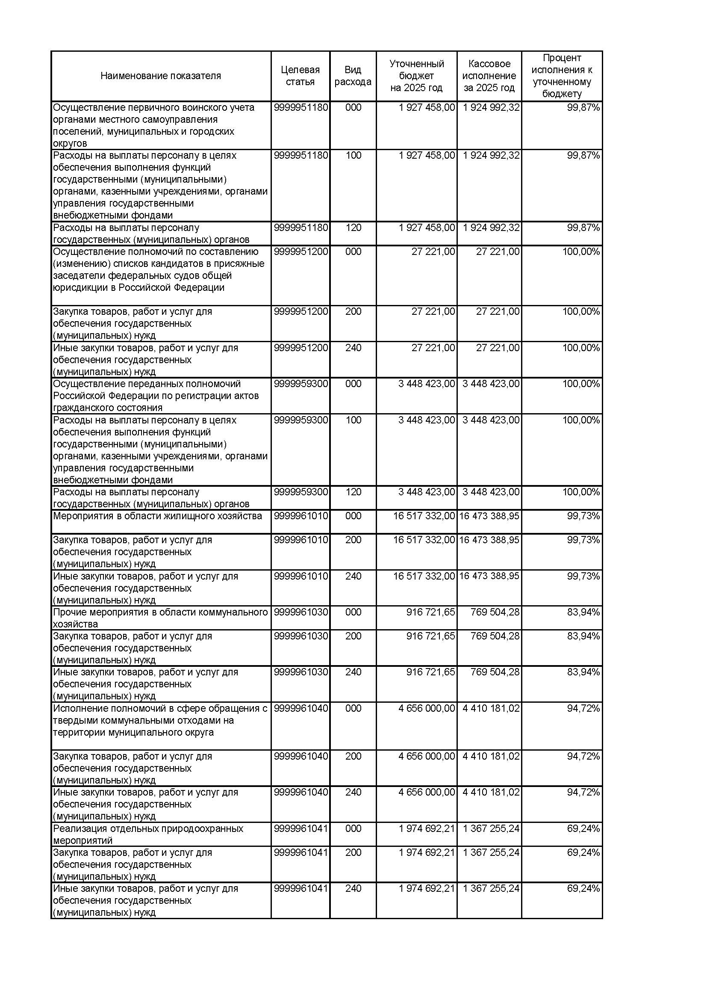 Наименование показателя
Целевая
статья
Вид
расхода
Уточненный
бюджет
на 2025 год
Кассовое
исполнение
за 2025 год
Процент
исполнения к
уточненному
бюджету
Осуществление первичного воинского учета 9999951180 000 1 927 458,00 1 924 992,32 99,87%
органами местного самоуправления
поселений, муниципальных и городских
округов
Расходы на выплаты персоналу в целях 9999951180 100 1 927 458,00 1 924 992,32 99,87%
обеспечения выполнения функций
государственными (муниципальными)
органами, казенными учреждениями, органами
управления государственными
внебюджетными фондами
Расходы на выплаты персоналу 9999951180 120 1 927 458,00 1 924 992,32 99,87%
государственных (муниципальных) органов
Осуществление полномочий по составлению 9999951200 000 27 221,00 27 221,00 100,00%
(изменению) списков кандидатов в присяжные
заседатели федеральных судов общей
юрисдикции в Российской Федерации
Закупка товаров, работ и услуг для 9999951200 200 27 221,00 27 221,00 100,00%
обеспечения государственных
(муниципальных) нужд
Иные закупки товаров, работ и услуг для 9999951200 240 27 221,00 27 221,00 100,00%
обеспечения государственных
(муниципальных) нужд
Осуществление переданных полномочий 9999959300 000 3 448 423,00 3 448 423,00 100,00%
Российской Федерации по регистрации актов
гражданского состояния
Расходы на выплаты персоналу в целях 9999959300 100 3 448 423,00 3 448 423,00 100,00%
обеспечения выполнения функций
государственными (муниципальными)
органами, казенными учреждениями, органами
управления государственными
внебюджетными фондами
Расходы на выплаты персоналу 9999959300 120 3 448 423,00 3 448 423,00 100,00%
государственных (муниципальных) органов
Мероприятия в области жилищного хозяйства 9999961010 000 16 517 332,00 16 473 388,95 99,73%
Закупка товаров, работ и услуг для 9999961010 200 16 517 332,00 16 473 388,95 99,73%
обеспечения государственных
(муниципальных) нужд
Иные закупки товаров, работ и услуг для 9999961010 240 16 517 332,00 16 473 388,95 99,73%
обеспечения государственных
(муниципальных) нужд
Прочие мероприятия в области коммунального 9999961030 000 916 721,65 769 504,28 83,94%
хозяйства
Закупка товаров, работ и услуг для 9999961030 200 916 721,65 769 504,28 83,94%
обеспечения государственных
(муниципальных) нужд
Иные закупки товаров, работ и услуг для 9999961030 240 916 721,65 769 504,28 83,94%
обеспечения государственных
(муниципальных) нужд
Исполнение полномочий в сфере обращения с 9999961040 000 4 656 000,00 4 410 181,02 94,72%
твердыми коммунальными отходами на
территории муниципального округа
Закупка товаров, работ и услуг для 9999961040 200 4 656 000,00 4 410 181,02 94,72%
обеспечения государственных
(муниципальных) нужд
Иные закупки товаров, работ и услуг для 9999961040 240 4 656 000,00 4 410 181,02 94,72%
обеспечения государственных
(муниципальных) нужд
Реализация отдельных природоохранных 9999961041 000 1 974 692,21 1 367 255,24 69,24%
мероприятий
Закупка товаров, работ и услуг для 9999961041 200 1 974 692,21 1 367 255,24 69,24%
обеспечения государственных
(муниципальных) нужд
Иные закупки товаров, работ и услуг для 9999961041 240 1 974 692,21 1 367 255,24 69,24%
обеспечения государственных
(муниципальных) нужд